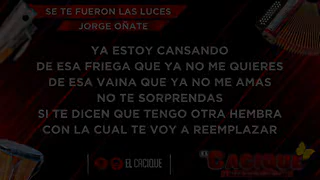 SE TE FUERON LAS LUCES
JORGE OÑATE
YA ESTOY CANSANDO
DE ESA FRIEGA QUE YA NO ME QUIERES
DE ESA VAINA QUE YA NO ME AMAS
NO TE SORPRENDAS
SI TE DICEN QUE TENGO OTRA HEMBRA
CON LA CUAL TE VOY A REEMPLAZAR
EL CACIQUE
EL CACIQUE